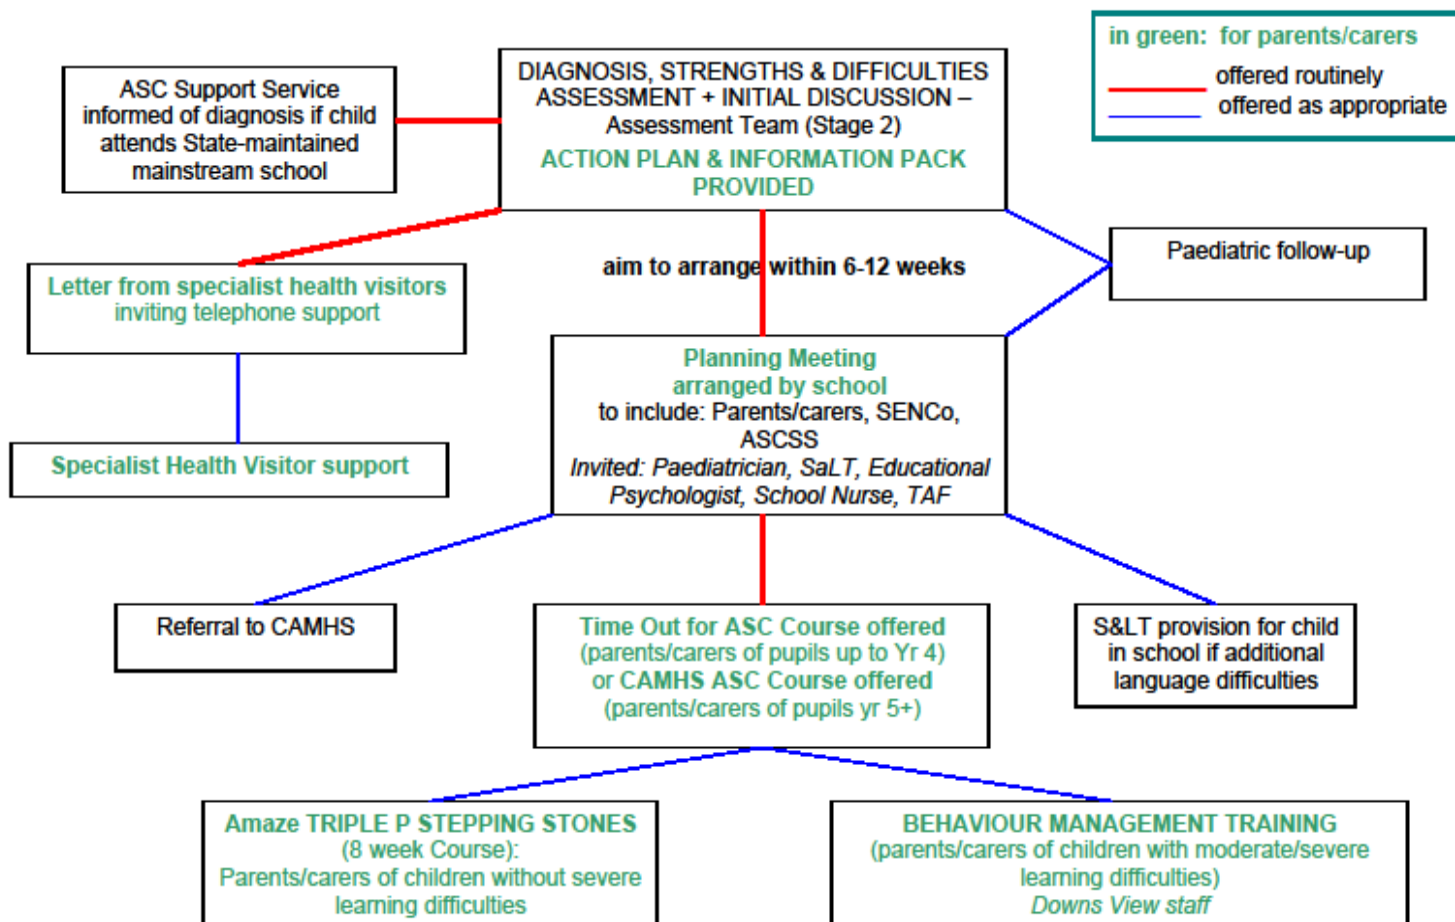 in green: for parents/carers
offered routinely
offered as appropriate
ASC Support Service
informed of diagnosis if child
attends State-maintained
mainstream school
DIAGNOSIS, STRENGTHS & DIFFICULTIES
ASSESSMENT + INITIAL DISCUSSION –
Assessment Team (Stage 2)
ACTION PLAN & INFORMATION PACK
PROVIDED
Paediatric follow-up
aim to arrange within 6-12 weeks
Letter from specialist health visitors
inviting telephone support
Planning Meeting
arranged by school
to include: Parents/carers, SENCo,
ASCSS
Invited: Paediatrician, SaLT, Educational
Psychologist, School Nurse, TAF
Specialist Health Visitor support
Referral to CAMHS
Time Out for ASC Course offered
(parents/carers of pupils up to Yr 4)
or CAMHS ASC Course offered
(parents/carers of pupils yr 5+)
S&LT provision for child
in school if additional
language difficulties
Amaze TRIPLE P STEPPING STONES
(8 week Course):
Parents/carers of children without severe
learning difficulties
BEHAVIOUR MANAGEMENT TRAINING
(parents/carers of children with moderate/severe
learning difficulties)
Downs View staff